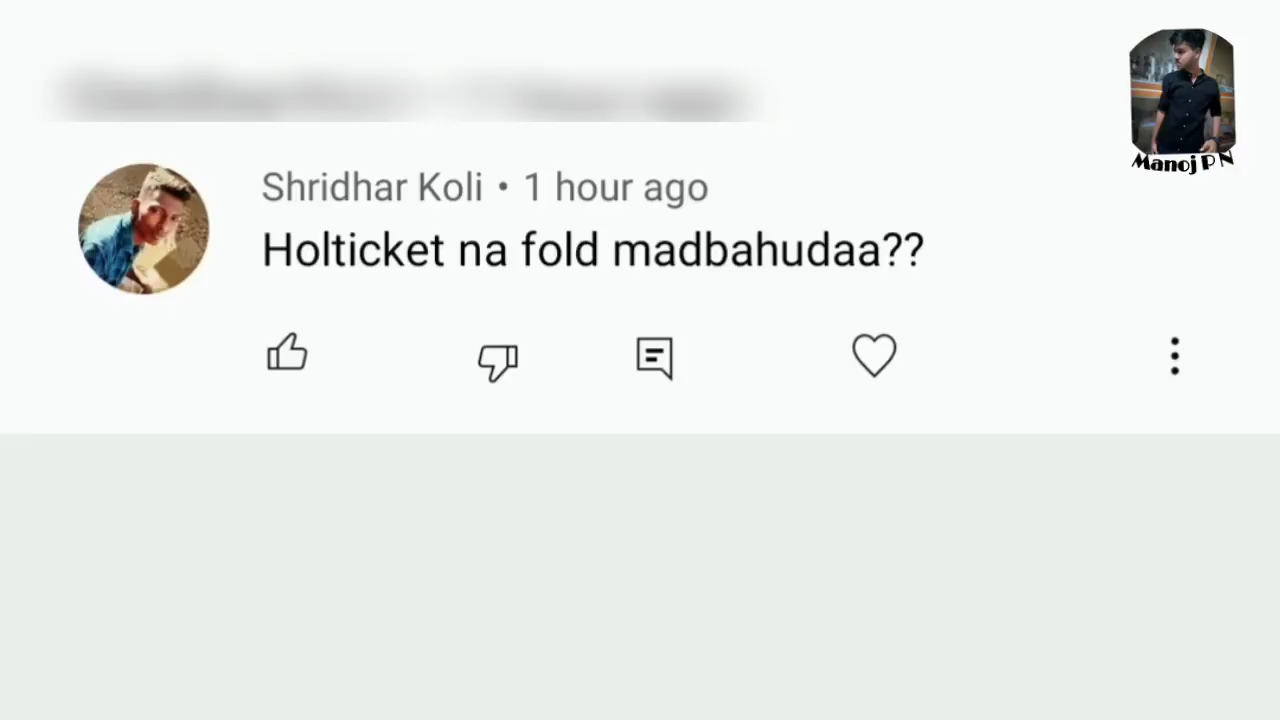 Manoj P N
Shridhar Koli • 1 hour ago
Holticket na fold madbahudaa??